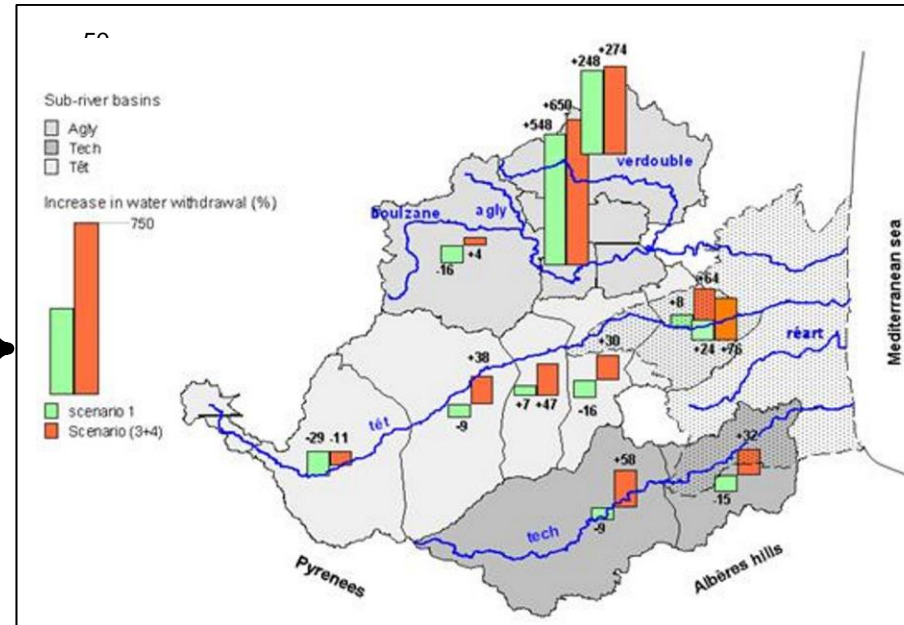 +274
+248
+650
+548
Sub-river basins
Agly
Tech
Têt
Increase in water withdrawal (%)
750
scenario 1
Scenario (3+4)
verdouble
boulzane
agly
-16
+4
+64
+8
+24
+76
réart
Mediterranean sea
+38
+30
-9
+7
+47
-16
têt
-29
-11
+58
+32
-9
-15
tech
Pyrenees
Albères hills